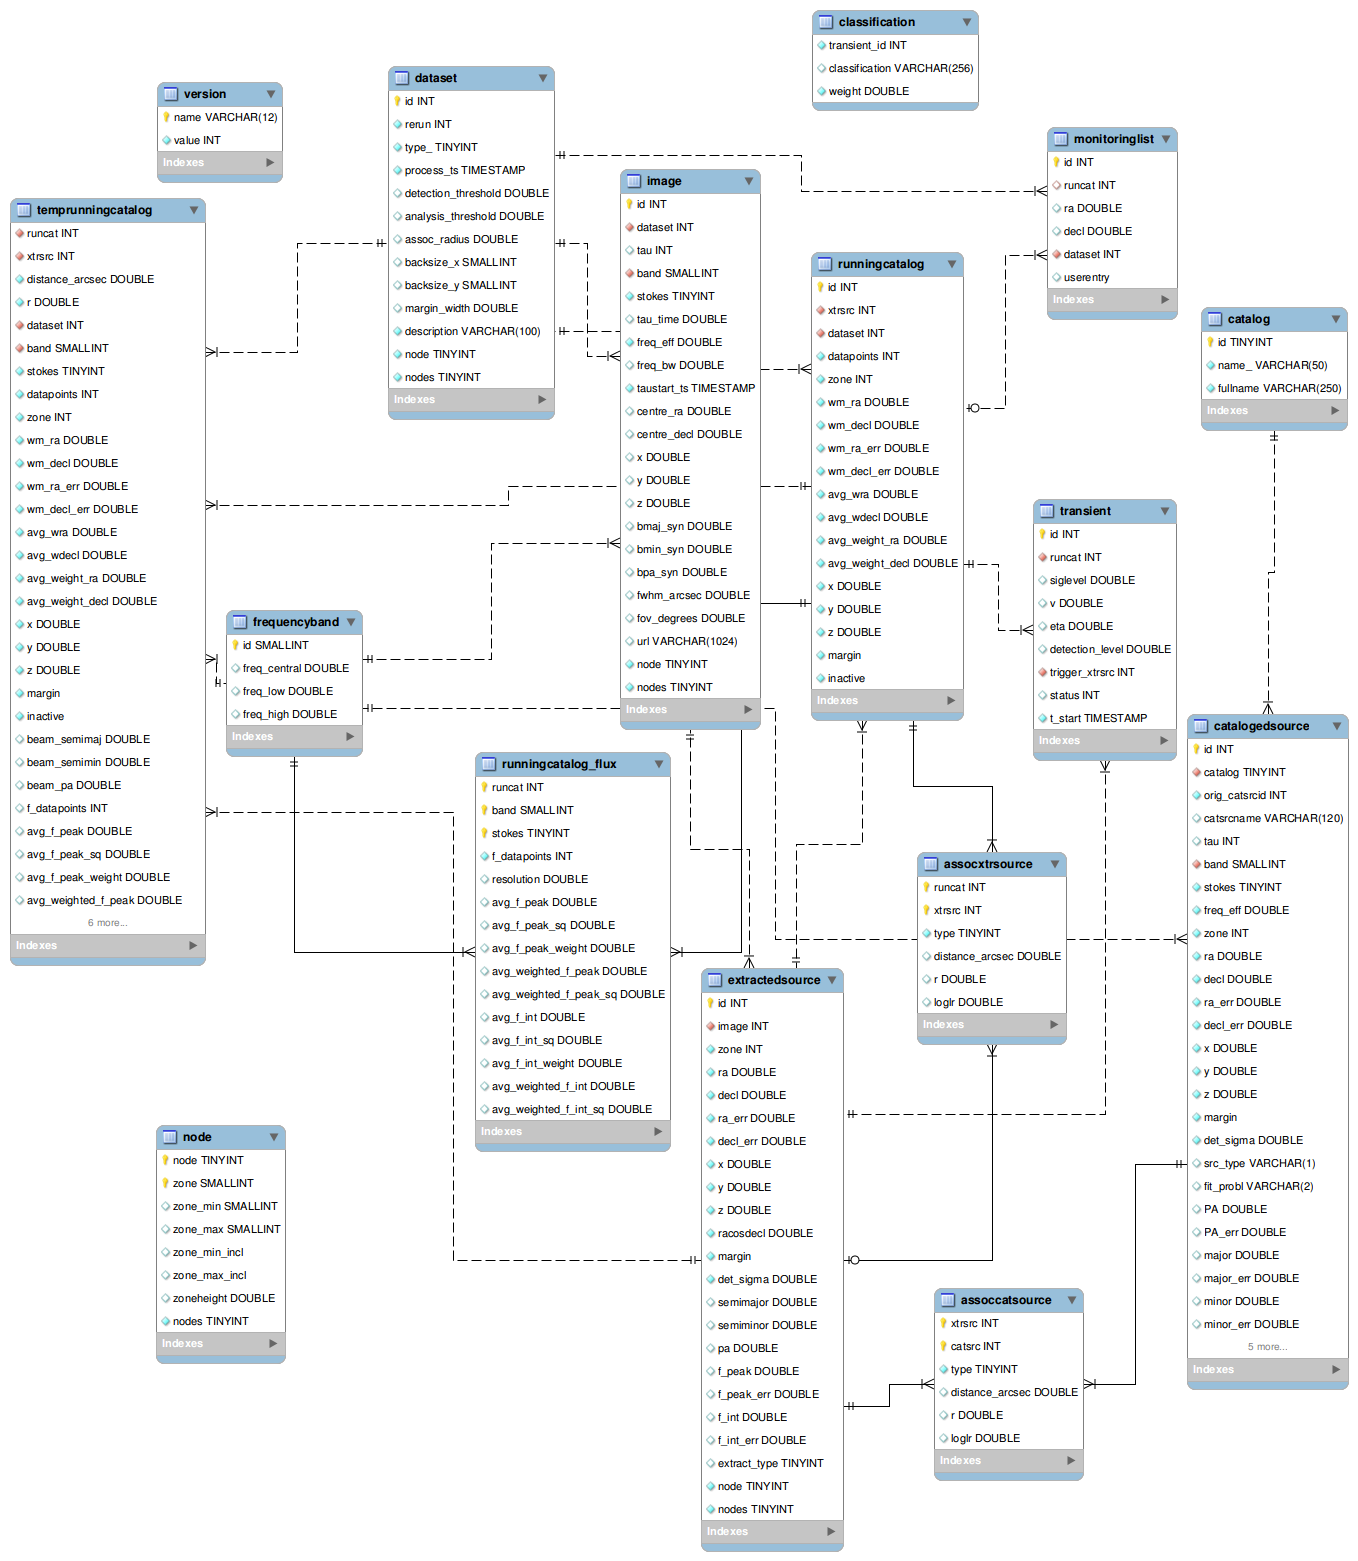 classification
transient_id INT
classification VARCHAR(256)
weight DOUBLE
dataset
id INT
rerun INT
type_ TINYINT
process_ts TIMESTAMP
detection_threshold DOUBLE
analysis_threshold DOUBLE
assoc_radius DOUBLE
backsize_x SMALLINT
backsize_y SMALLINT
margin_width DOUBLE
description VARCHAR(100)
node TINYINT
nodes TINYINT
Indexes
version
name VARCHAR(12)
value INT
Indexes
monitoringlist
id INT
runcat INT
ra DOUBLE
decl DOUBLE
dataset INT
userentry
Indexes
image
id INT
dataset INT
tau INT
band SMALLINT
stokes TINYINT
tau_time DOUBLE
freq_eff DOUBLE
freq_bw DOUBLE
taustart_ts TIMESTAMP
centre_ra DOUBLE
centre_decl DOUBLE
x DOUBLE
y DOUBLE
z DOUBLE
bmaj_syn DOUBLE
bmin_syn DOUBLE
bpa_syn DOUBLE
fwhm_arcsec DOUBLE
fov_degrees DOUBLE
url VARCHAR(1024)
node TINYINT
nodes TINYINT
Indexes
temprunningcatalog
runcat INT
xtrsrc INT
distance_arcsec DOUBLE
r DOUBLE
dataset INT
band SMALLINT
stokes TINYINT
datapoints INT
zone INT
wm_ra DOUBLE
wm_decl DOUBLE
wm_ra_err DOUBLE
wm_decl_err DOUBLE
avg_wra DOUBLE
avg_wdecl DOUBLE
avg_weight_ra DOUBLE
avg_weight_decl DOUBLE
x DOUBLE
y DOUBLE
z DOUBLE
margin
inactive
beam_semimaj DOUBLE
beam_semimin DOUBLE
beam_pa DOUBLE
f_datapoints INT
avg_f_peak DOUBLE
avg_f_peak_sq DOUBLE
avg_f_peak_weight DOUBLE
avg_weighted_f_peak DOUBLE
6 more...
Indexes
runningcatalog
id INT
xtrsrc INT
dataset INT
datapoints INT
zone INT
wm_ra DOUBLE
wm_decl DOUBLE
wm_ra_err DOUBLE
wm_decl_err DOUBLE
avg_wra DOUBLE
avg_wdecl DOUBLE
avg_weight_ra DOUBLE
avg_weight_decl DOUBLE
x DOUBLE
y DOUBLE
z DOUBLE
margin
inactive
Indexes
catalog
id TINYINT
name_ VARCHAR(50)
fullname VARCHAR(250)
Indexes
transient
id INT
runcat INT
siglevel DOUBLE
v DOUBLE
eta DOUBLE
detection_level DOUBLE
trigger_xtrsrc INT
status INT
t_start TIMESTAMP
Indexes
frequencyband
id SMALLINT
freq_central DOUBLE
freq_low DOUBLE
freq_high DOUBLE
Indexes
catalogedsource
id INT
catalog TINYINT
orig_catsrcid INT
catsrcname VARCHAR(120)
tau INT
band SMALLINT
stokes TINYINT
freq_eff DOUBLE
zone INT
ra DOUBLE
decl DOUBLE
ra_err DOUBLE
decl_err DOUBLE
x DOUBLE
y DOUBLE
z DOUBLE
margin
det_sigma DOUBLE
src_type VARCHAR(1)
fit_probl VARCHAR(2)
PA DOUBLE
PA_err DOUBLE
major DOUBLE
major_err DOUBLE
minor DOUBLE
minor_err DOUBLE
5 more...
Indexes
runningcatalog_flux
runcat INT
band SMALLINT
stokes TINYINT
f_datapoints INT
resolution DOUBLE
avg_f_peak DOUBLE
avg_f_peak_sq DOUBLE
avg_f_peak_weight DOUBLE
avg_weighted_f_peak DOUBLE
avg_weighted_f_peak_sq DOUBLE
avg_f_int DOUBLE
avg_f_int_sq DOUBLE
avg_f_int_weight DOUBLE
avg_weighted_f_int DOUBLE
avg_weighted_f_int_sq DOUBLE
Indexes
assocxtrsource
runcat INT
xtrsrc INT
type TINYINT
distance_arcsec DOUBLE
r DOUBLE
loglr DOUBLE
Indexes
extractedsource
id INT
image INT
zone INT
ra DOUBLE
decl DOUBLE
ra_err DOUBLE
decl_err DOUBLE
x DOUBLE
y DOUBLE
z DOUBLE
racosdecl DOUBLE
margin
det_sigma DOUBLE
semimajor DOUBLE
semiminor DOUBLE
pa DOUBLE
f_peak DOUBLE
f_peak_err DOUBLE
f_int DOUBLE
f_int_err DOUBLE
extract_type TINYINT
node TINYINT
nodes TINYINT
Indexes
node
node TINYINT
zone SMALLINT
zone_min SMALLINT
zone_max SMALLINT
zone_min_incl
zone_max_incl
zoneheight DOUBLE
nodes TINYINT
Indexes
assoccatsource
xtrsrc INT
catsrc INT
type TINYINT
distance_arcsec DOUBLE
r DOUBLE
loglr DOUBLE
Indexes